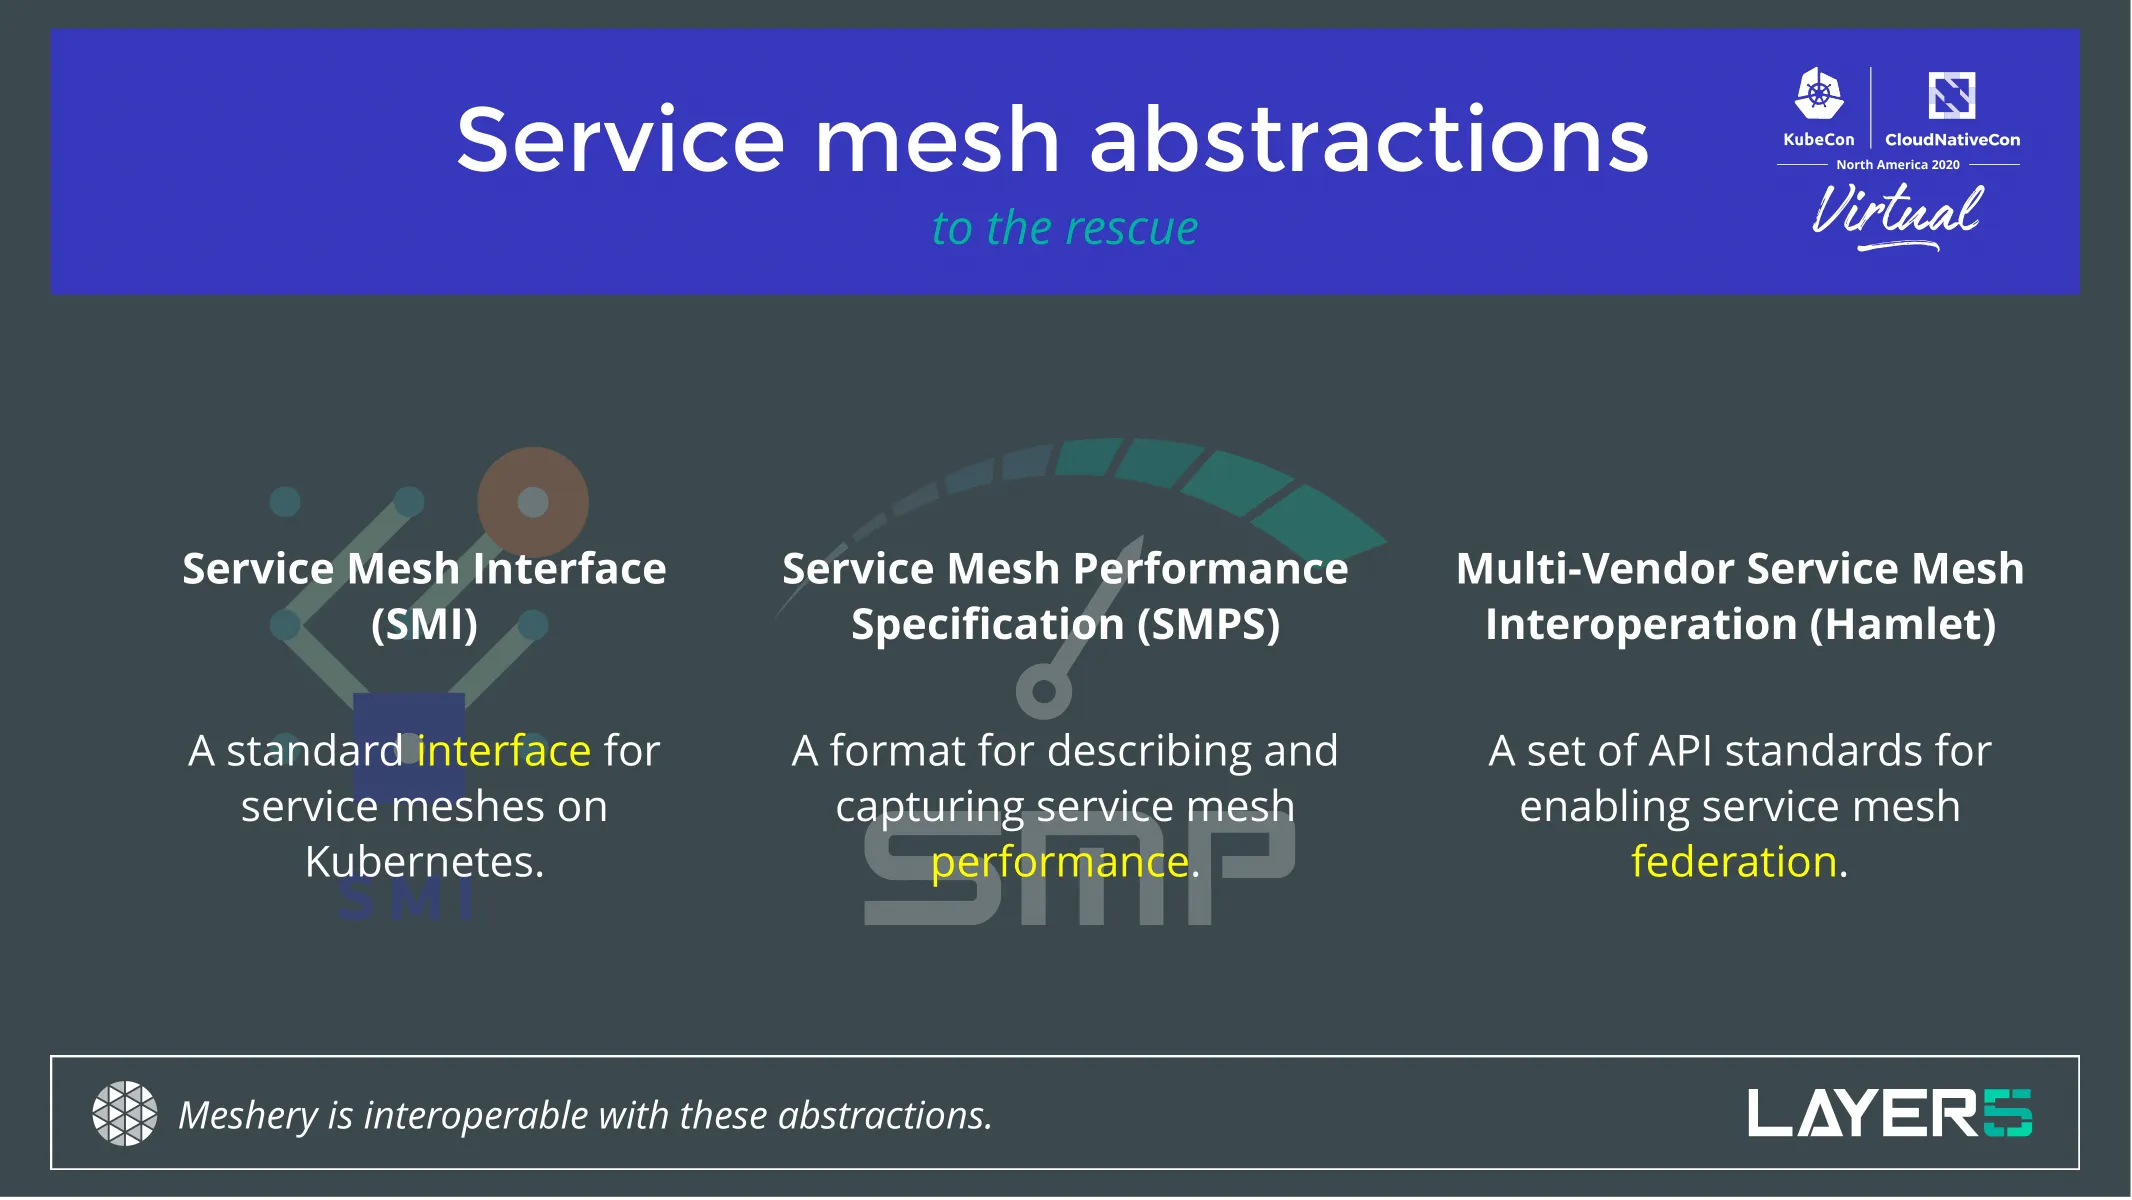 Service mesh abstractions
to the rescue
KubeCon
CloudNativeCon
North America 2020
Virtual
Service Mesh Interface
(SMI)
A standard interface for
service meshes on
Kubernetes.
SMI
Service Mesh Performance
Specification (SMPS)
A format for describing and
capturing service mesh
performance.
SMP
Multi-Vendor Service Mesh
Interoperation (Hamlet)
A set of API standards for
enabling service mesh
federation.
Meshery is interoperable with these abstractions.
LAYER5